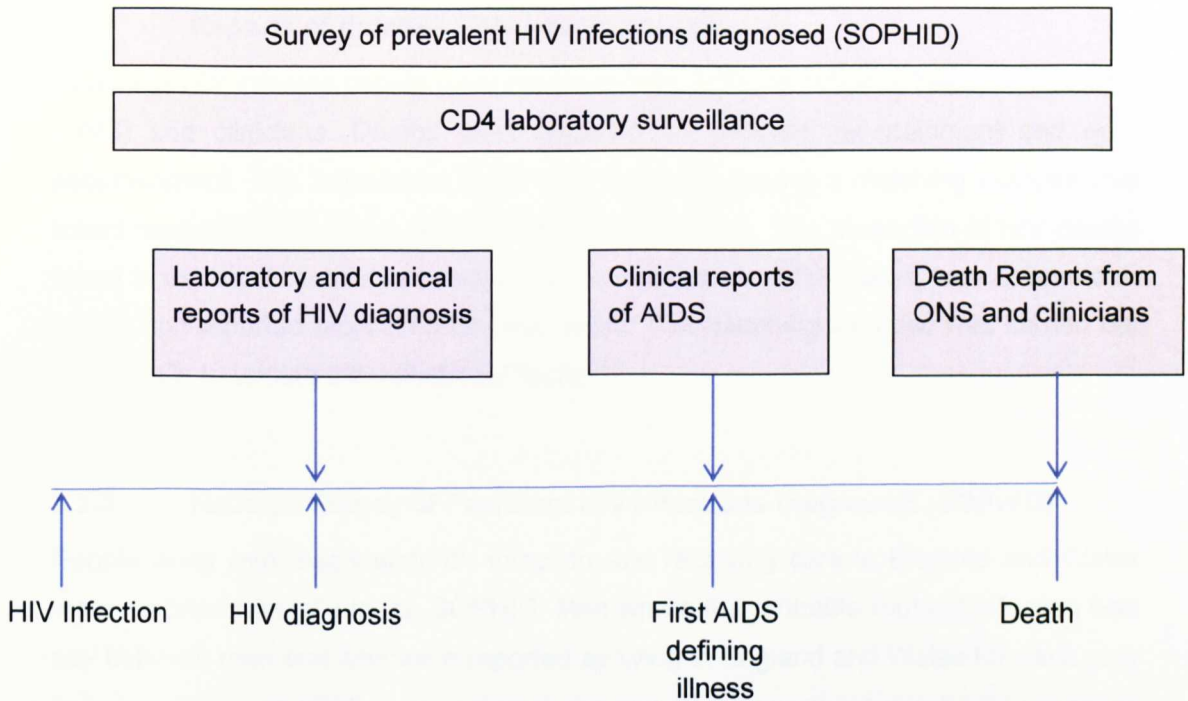 Survey of prevalent HIV Infections diagnosed (SOPHID)
CD4 laboratory surveillance
Laboratory and clinical
reports of HIV diagnosis
Clinical reports
of AIDS
Death Reports from
ONS and clinicians
HIV Infection
HIV diagnosis
First AIDS
defining
illness
Death